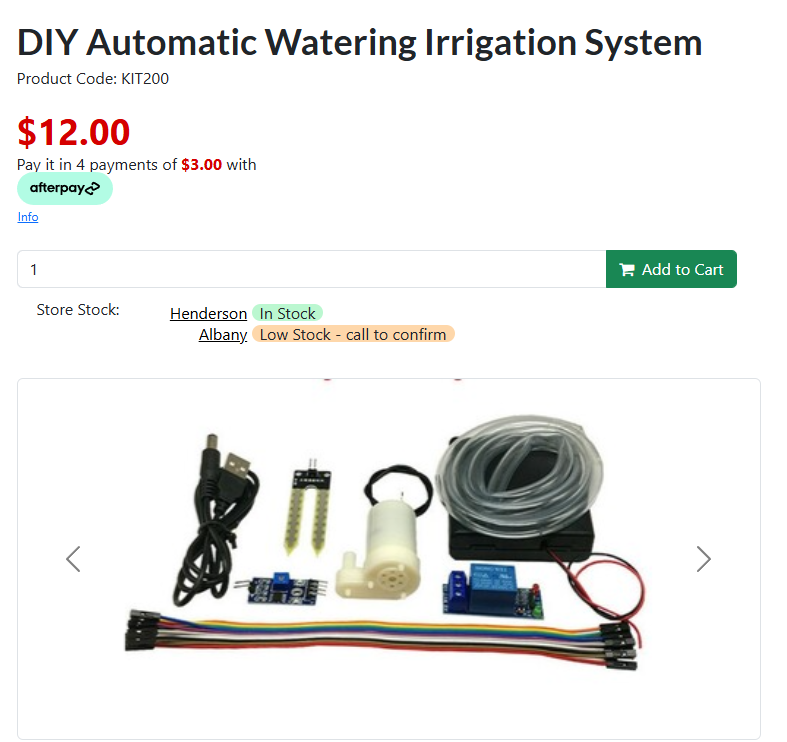 DIY Automatic Watering Irrigation System
Product Code: KIT200
$12.00
Pay it in 4 payments of $3.00 with
afterpay
Info
1
Add to Cart
Store Stock:
Henderson In Stock
Albany Low Stock - call to confirm